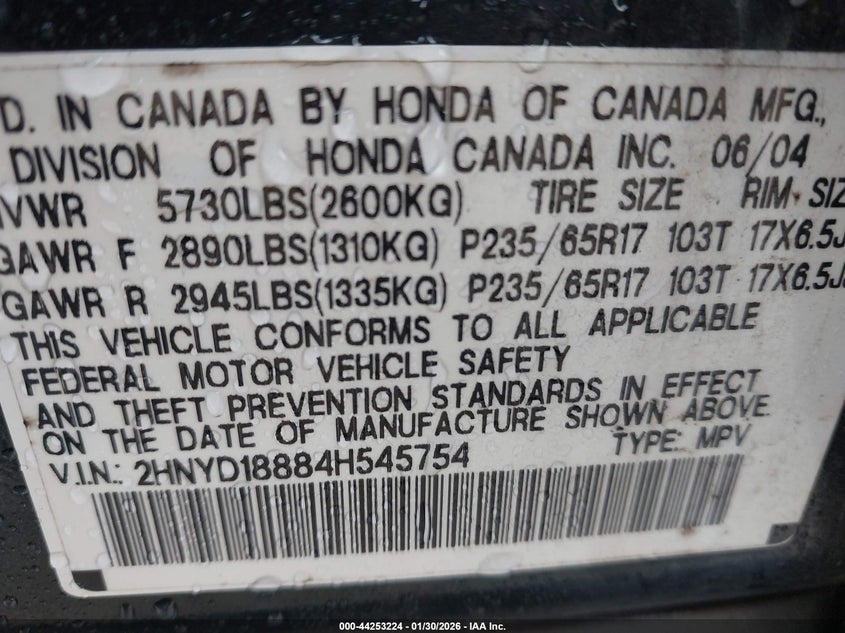 D. IN CANADA BY HONDA OF CANADA MFG.,
DIVISION OF HONDA CANADA INC. 06/04
VWR 5730LBS(2600KG) TIRE SIZE RIM SIZ
GAWR F 2890LBS(1310KG) P235/65R17 103T 17X6.5J
GAWR R 2945LBS(1335KG) P235/65R17 103T 17X6.5J
THIS VEHICLE CONFORMS TO ALL APPLICABLE
FEDERAL MOTOR VEHICLE SAFETY
AND THEFT PREVENTION STANDARDS IN EFFECT
ON THE DATE OF MANUFACTURE SHOWN ABOVE
V.I.N.: 2HNYD18884H545754 TYPE: MPV
000-44253224 - 01/30/2026 - IAA Inc.